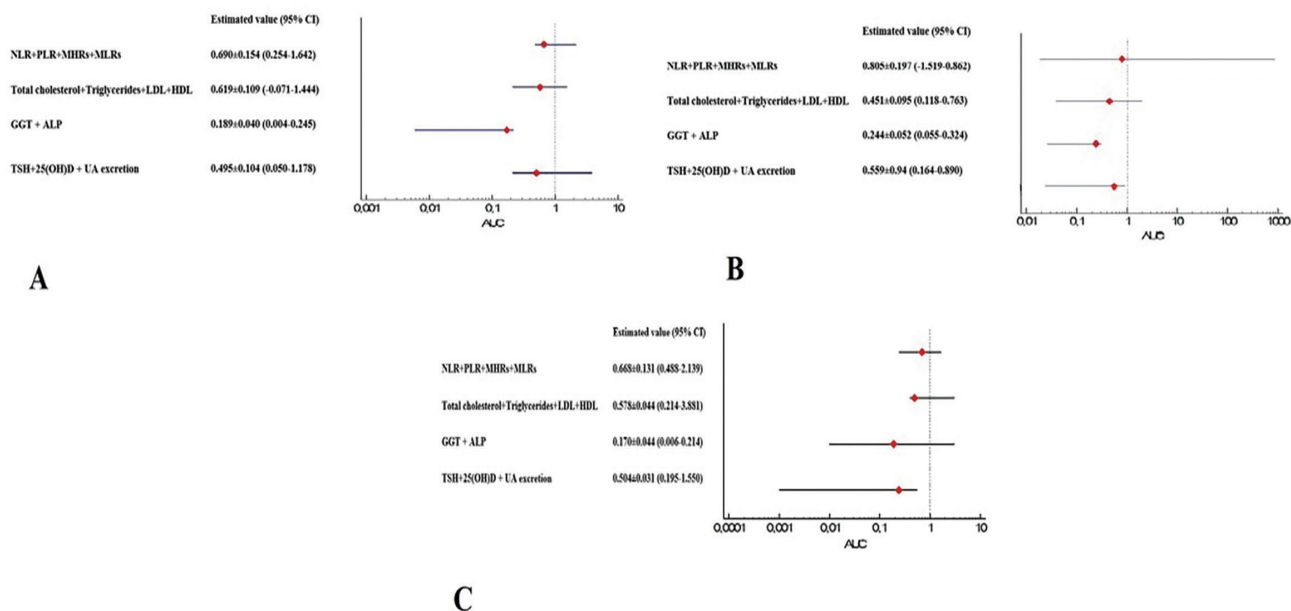 Estimated value (95% CI)
NLR+PLR+MHRs+MLRs 0.690±0.154 (0.254-1.642)
Total cholesterol+Triglycerides+LDL+HDL 0.619±0.109 (-0.071-1.444)
GGT + ALP 0.189±0.040 (0.004-0.245)
TSH+25(OH)D + UA excretion 0.495±0.104 (0.050-1.178)
0,001 0,01 0,1 1 10
AUC
A
Estimated value (95% CI)
NLR+PLR+MHRs+MLRs 0.805±0.197 (-1.519-0.862)
Total cholesterol+Triglycerides+LDL+HDL 0.451±0.095 (0.118-0.763)
GGT + ALP 0.244±0.052 (0.055-0.324)
TSH+25(OH)D + UA excretion 0.559±0.94 (0.164-0.890)
0,01 0,1 1 10 100 1000
AUC
B
Estimated value (95% CI)
NLR+PLR+MHRs+MLRs 0.668±0.131 (0.488-2.139)
Total cholesterol+Triglycerides+LDL+HDL 0.578±0.044 (0.214-3.881)
GGT + ALP 0.170±0.044 (0.006-0.214)
TSH+25(OH)D + UA excretion 0.504±0.031 (0.195-1.550)
0,0001 0,001 0,01 0,1 1 10
AUC
C